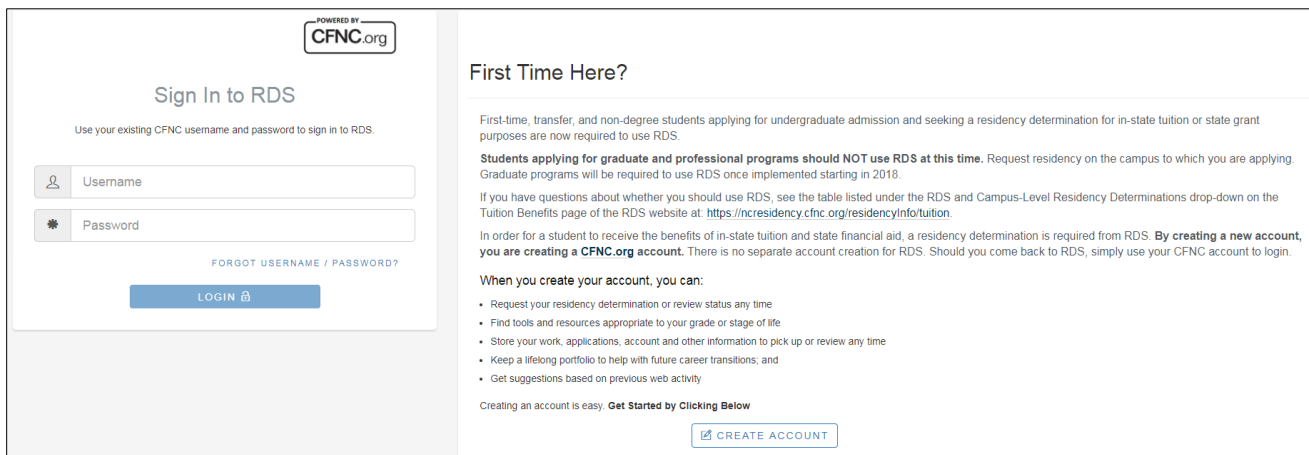 POWERED BY
CFNC.org
Sign In to RDS
Use your existing CFNC username and password to sign in to RDS.
Username
Password
FORGOT USERNAME / PASSWORD?
LOGIN
First Time Here?
First-time, transfer, and non-degree students applying for undergraduate admission and seeking a residency determination for in-state tuition or state grant
purposes are now required to use RDS.
Students applying for graduate and professional programs should NOT use RDS at this time. Request residency on the campus to which you are applying.
Graduate programs will be required to use RDS once implemented starting in 2018.
If you have questions about whether you should use RDS, see the table listed under the RDS and Campus-Level Residency Determinations drop-down on the
Tuition Benefits page of the RDS website at: https://ncresidency.cfnc.org/residencyInfo/tuition.
In order for a student to receive the benefits of in-state tuition and state financial aid, a residency determination is required from RDS. By creating a new account,
you are creating a CFNC.org account. There is no separate account creation for RDS. Should you come back to RDS, simply use your CFNC account to login.
When you create your account, you can:
• Request your residency determination or review status any time
• Find tools and resources appropriate to your grade or stage of life
• Store your work, applications, account and other information to pick up or review any time
• Keep a lifelong portfolio to help with future career transitions; and
• Get suggestions based on previous web activity
Creating an account is easy. Get Started by Clicking Below
CREATE ACCOUNT